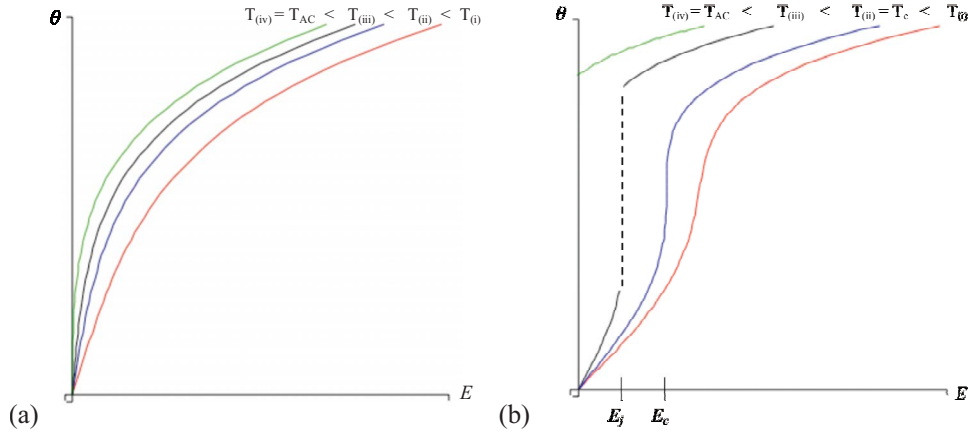 θ T(iv) = TAC < T(iii) < T(ii) < T(i)
E
(a)
θ T(iv) = TAC < T(iii) < T(ii) = Tc < T(i)
E
Ej Ec
(b)